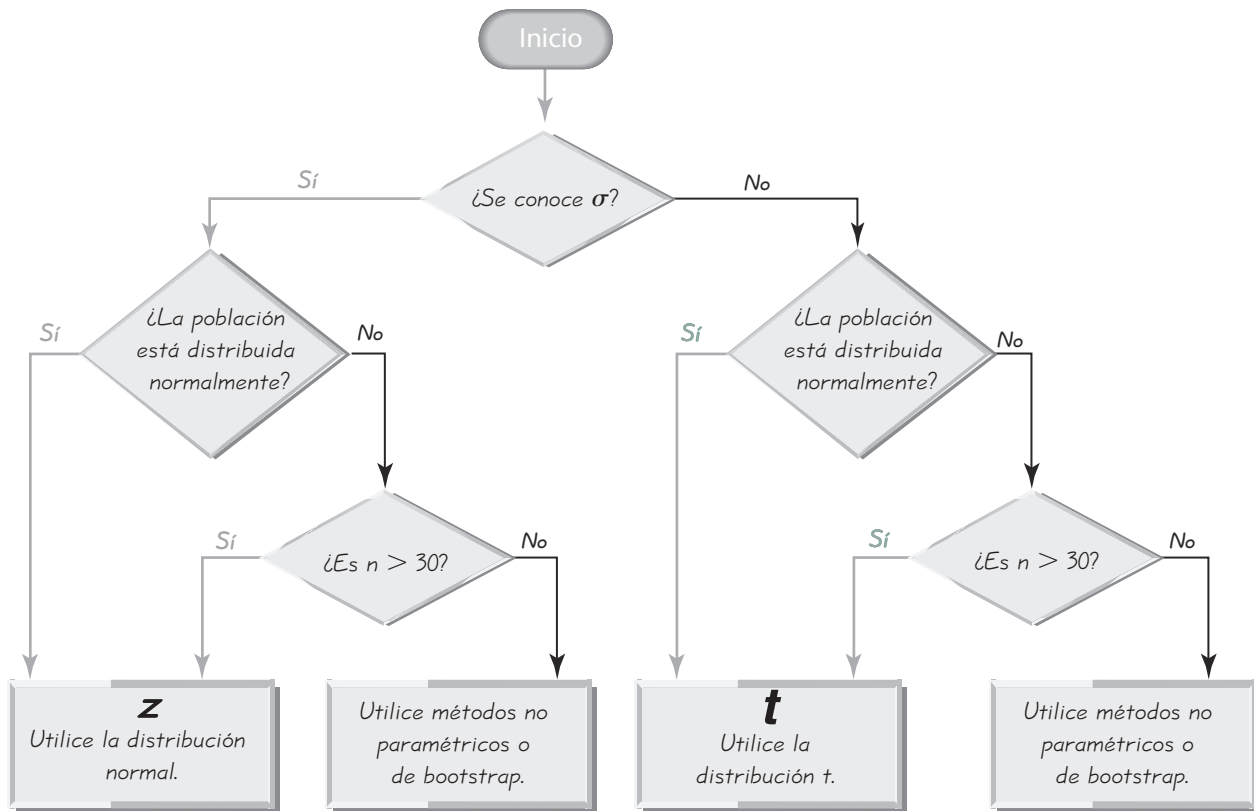 Inicio
¿Se conoce σ?
Sí
No
¿La población
está distribuida
normalmente?
Sí
No
¿La población
está distribuida
normalmente?
Sí
No
¿Es n > 30?
Sí
No
¿Es n > 30?
Sí
No
z
Utilice la distribución
normal.
Utilice métodos no
paramétricos o
de bootstrap.
t
Utilice la
distribución t.
Utilice métodos no
paramétricos o
de bootstrap.